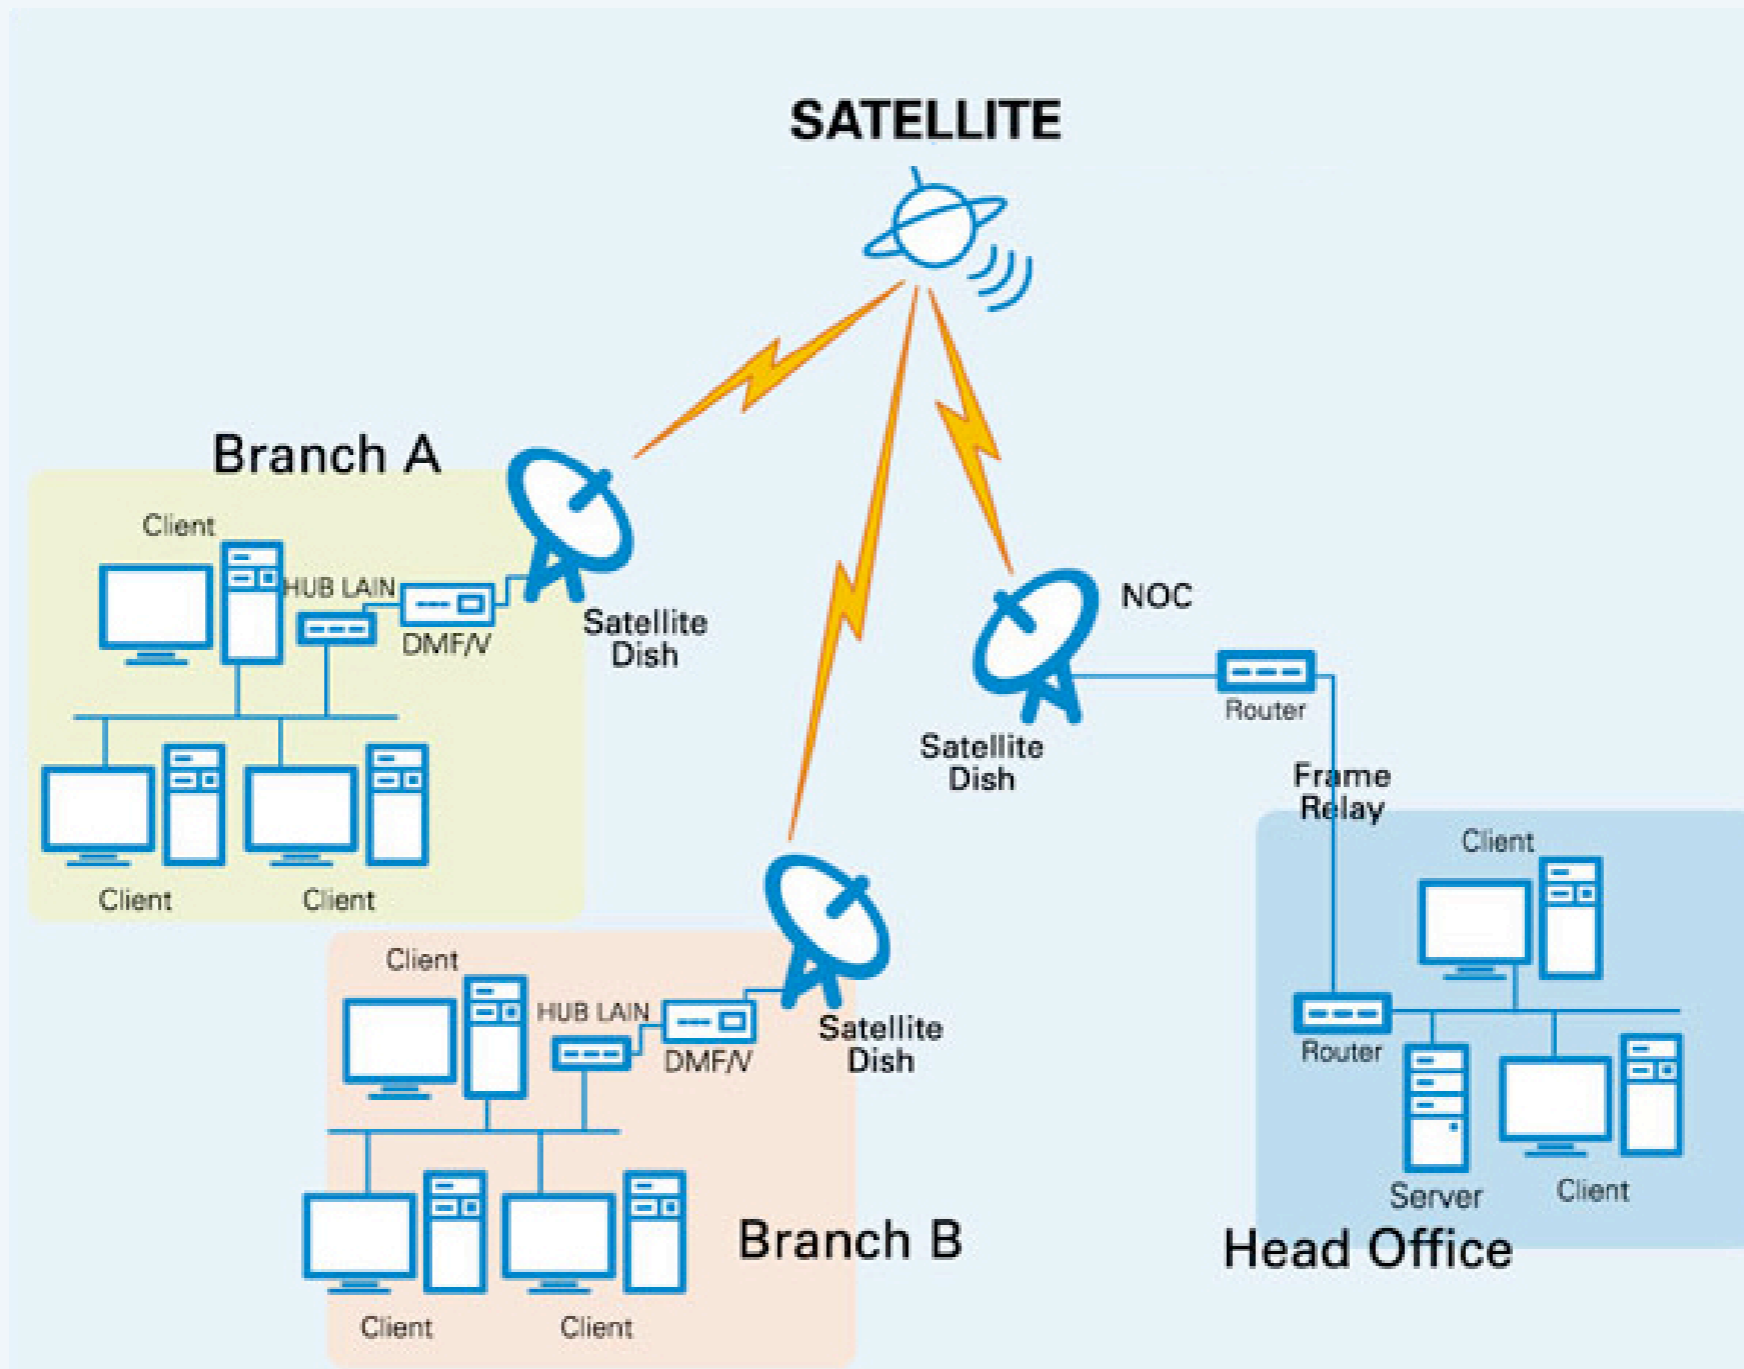 SATELLITE
Branch A
Client
HUB LAIN
DMF/V
Satellite
Dish
Client
Client
NOC
Router
Satellite
Dish
Frame
Relay
Client
Router
Server
Client
Head Office
Client
HUB LAIN
DMF/V
Satellite
Dish
Branch B
Client
Client